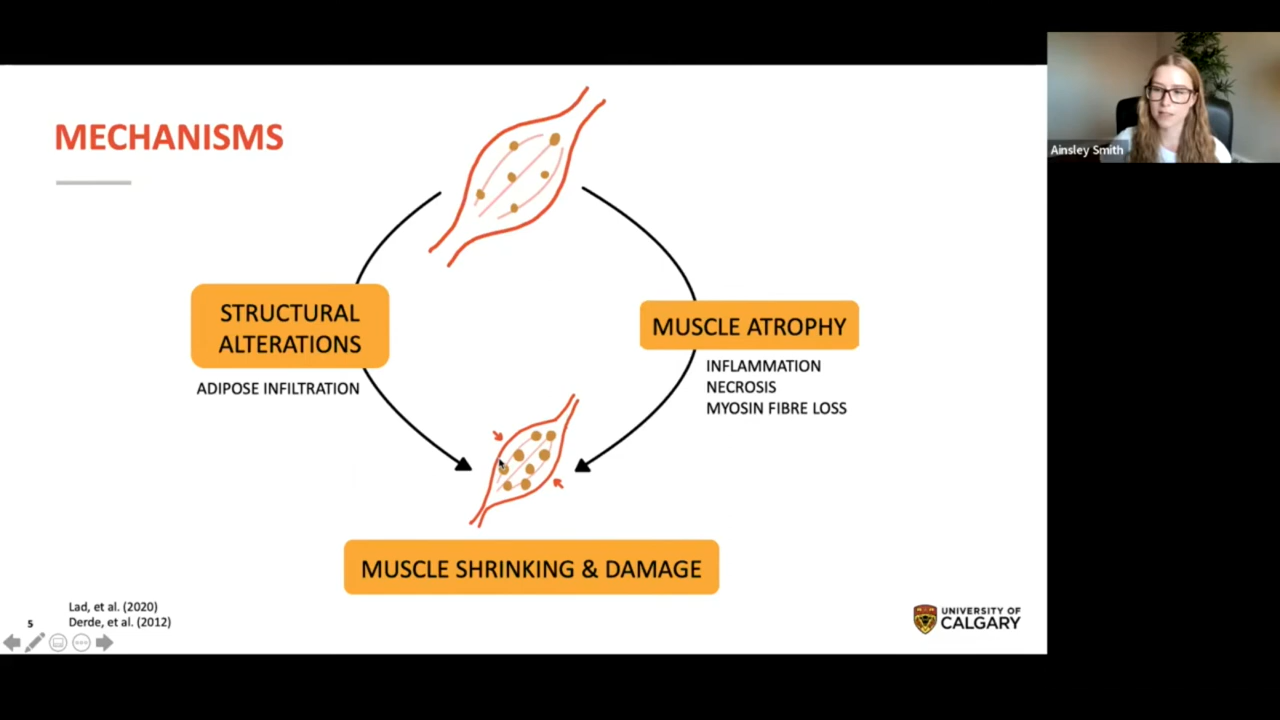 MECHANISMS
STRUCTURAL
ALTERATIONS
ADIPOSE INFILTRATION
MUSCLE ATROPHY
INFLAMMATION
NECROSIS
MYOSIN FIBRE LOSS
MUSCLE SHRINKING & DAMAGE
Lad, et al. (2020)
Derde, et al. (2012)
5
UNIVERSITY OF
CALGARY
Ainsley Smith